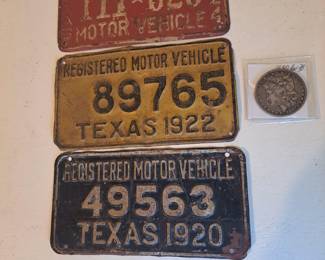 MOTOR VEHICLE
REGISTERED MOTOR VEHICLE
89765
TEXAS 1922
REGISTERED MOTOR VEHICLE
49563
TEXAS 1920